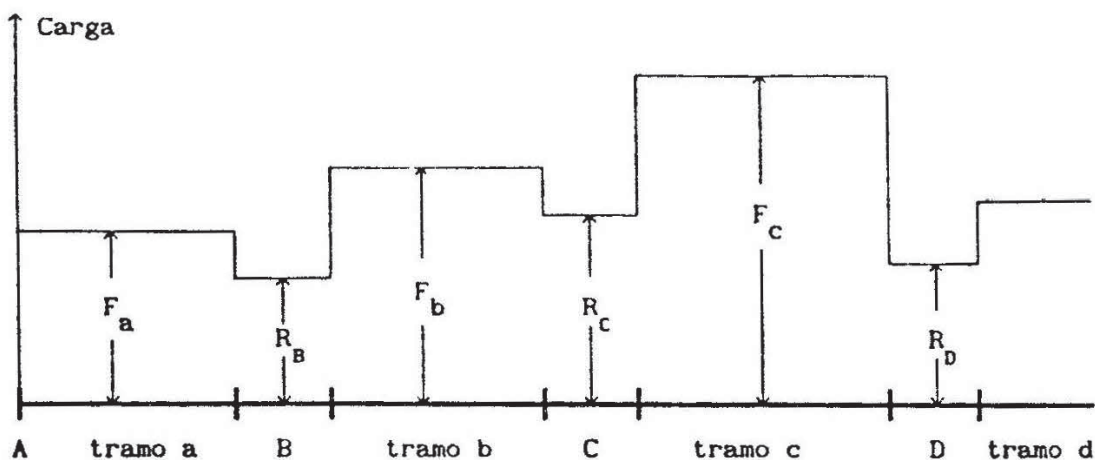 Carga
F_c
F_a
F_b
R_C
R_B
R_D
A tramo a B tramo b C tramo c D tramo d